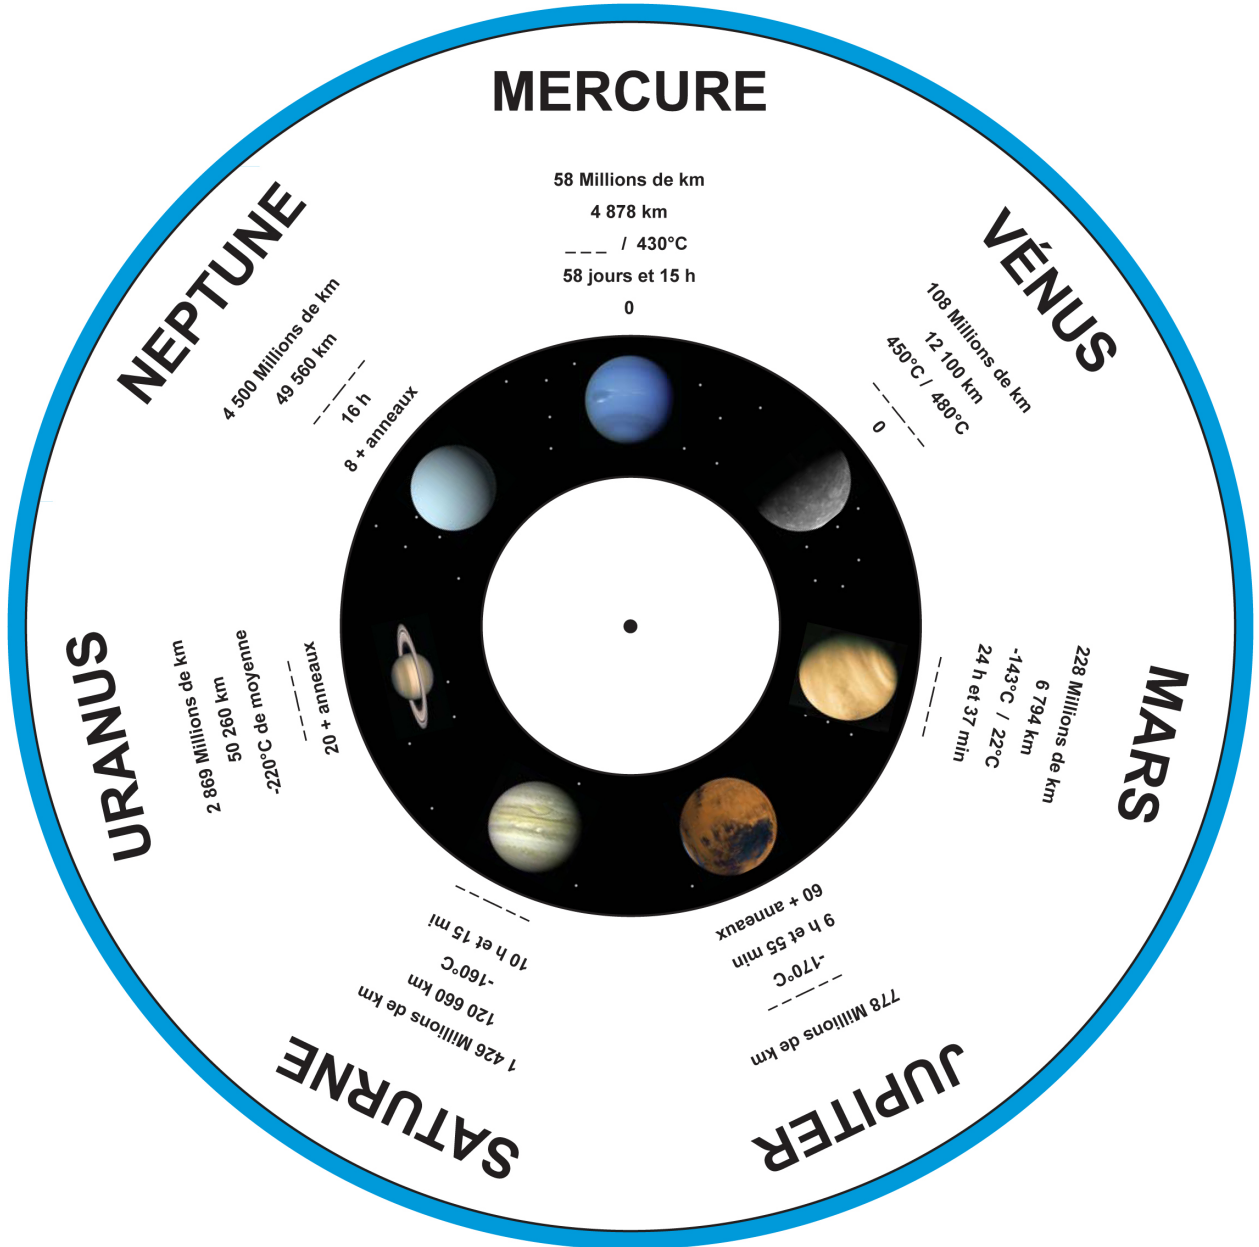 MERCURE
58 Millions de km
4 878 km
_ _ _ / 430°C
58 jours et 15 h
0
VÉNUS
108 Millions de km
12 100 km
450°C / 480°C
_ _ _ _ _
0
MARS
228 Millions de km
6 794 km
-143°C / 22°C
24 h et 37 min
_ _ _ _ _
JUPITER
778 Millions de km
_ _ _ _ _
-170°C
9 h et 55 min
60 + anneaux
SATURNE
1 426 Millions de km
120 660 km
-160°C
10 h et 15 mi
_ _ _ _ _
URANUS
2 869 Millions de km
50 260 km
-220°C de moyenne
_ _ _ _ _
20 + anneaux
NEPTUNE
4 500 Millions de km
49 560 km
_ _ _ _ _
16 h
8 + anneaux